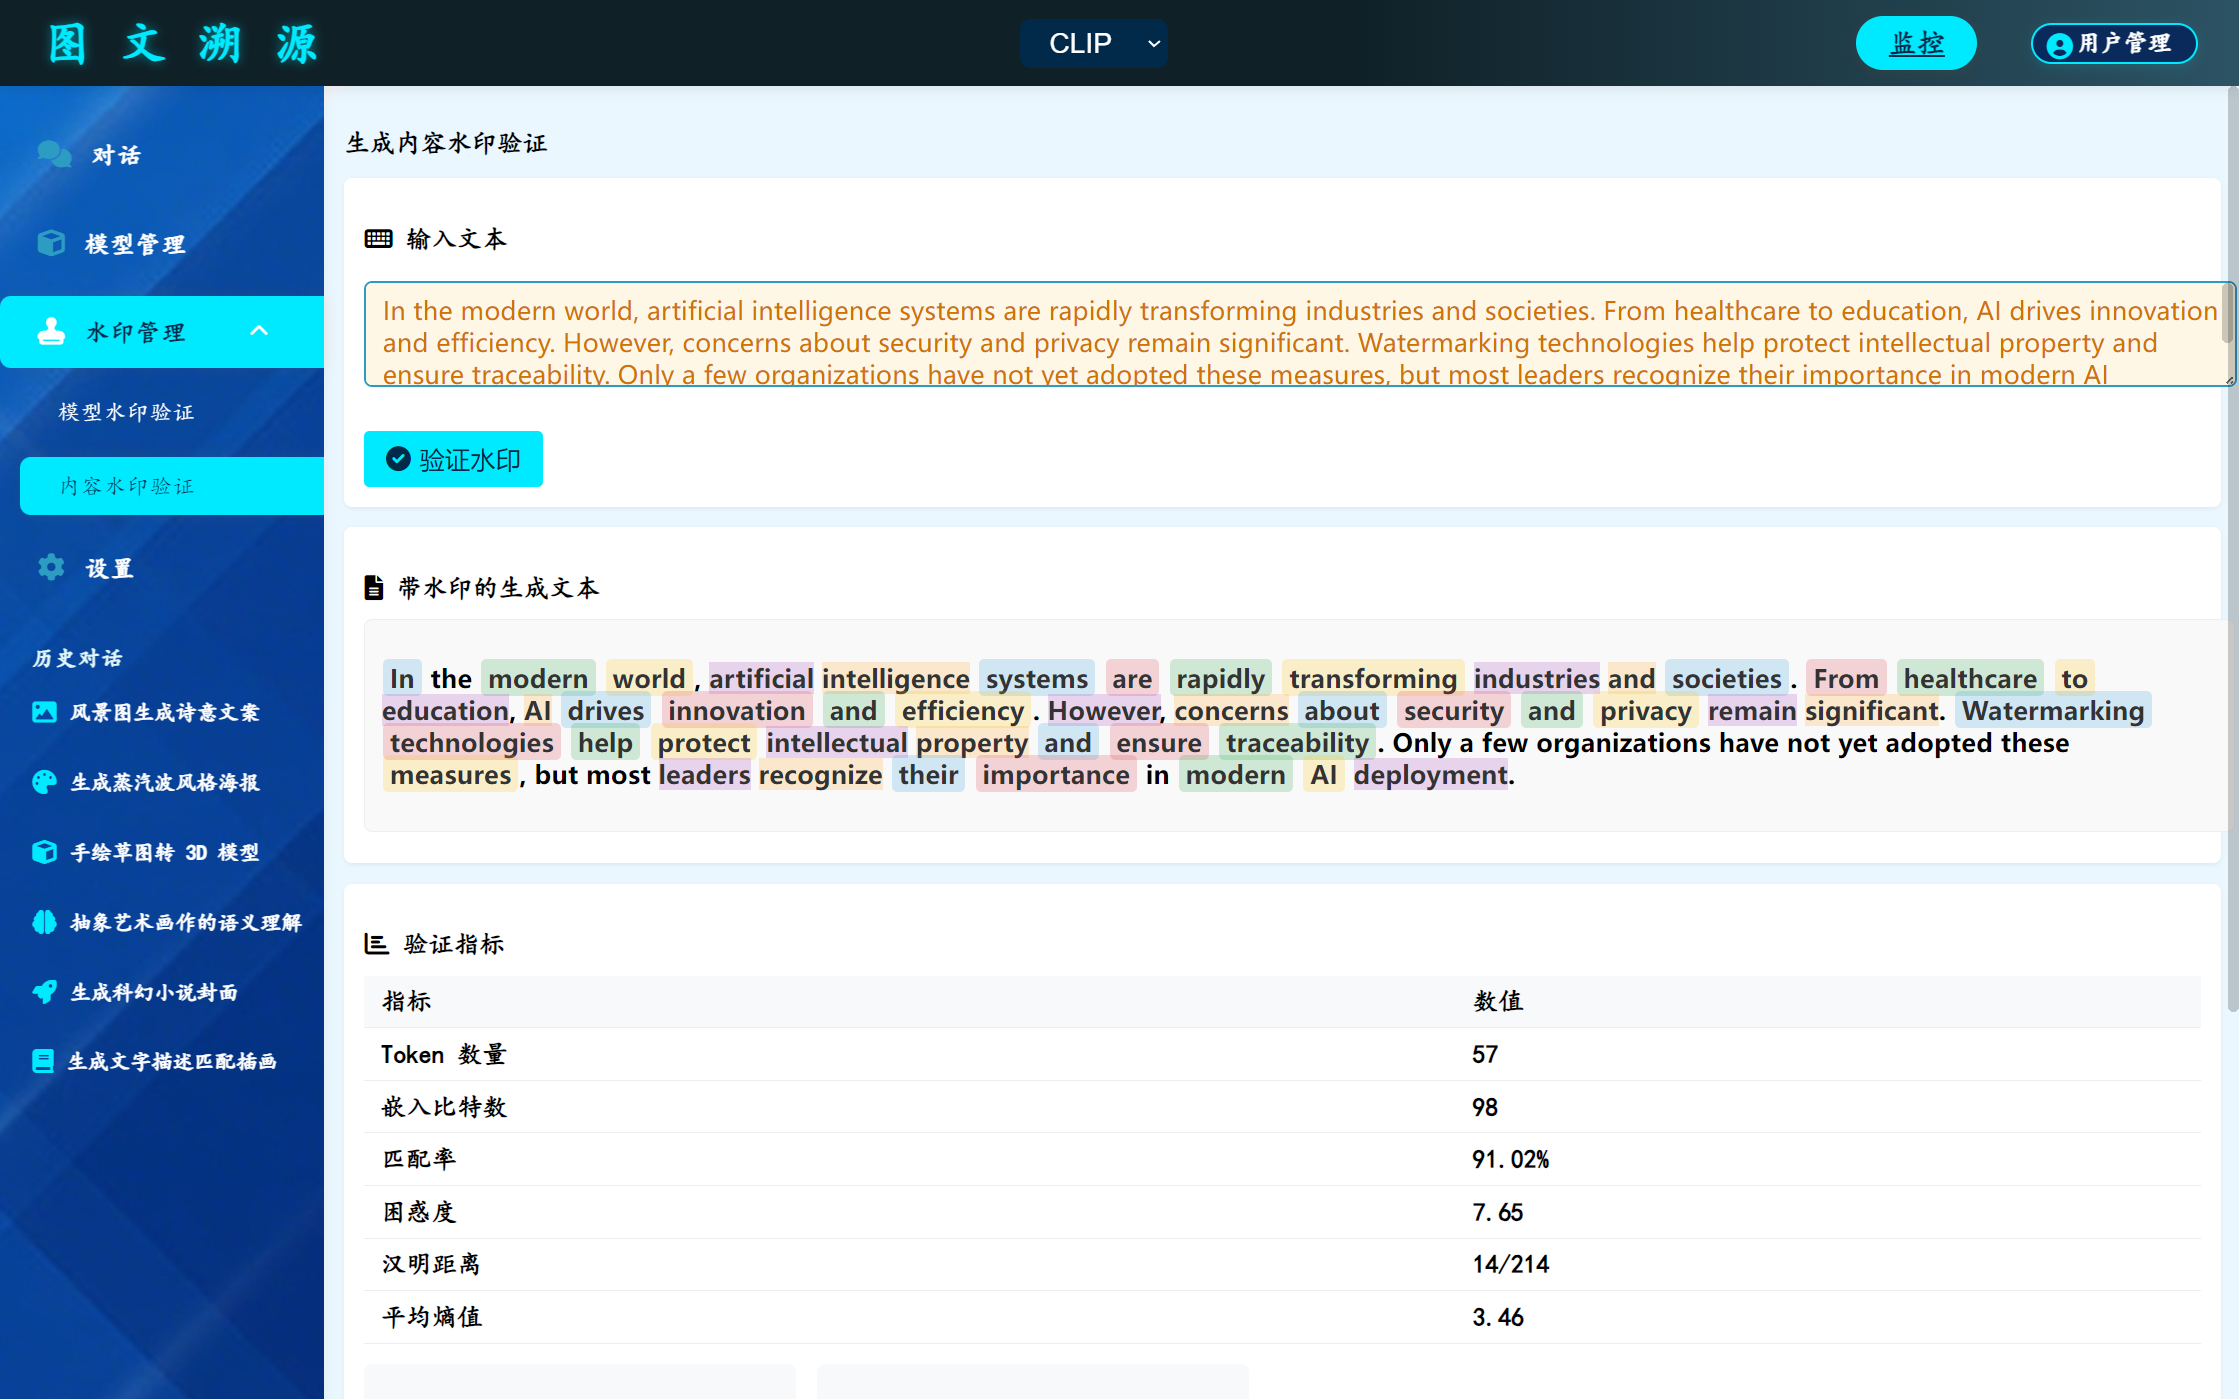 图文溯源
CLIP
监控
用户管理
对话
模型管理
水印管理
模型水印验证
内容水印验证
设置
历史对话
风景图生成诗意文案
生成蒸汽波风格海报
手绘草图转 3D 模型
抽象艺术画作的语义理解
生成科幻小说封面
生成文字描述匹配插画
生成内容水印验证
输入文本
In the modern world, artificial intelligence systems are rapidly transforming industries and societies. From healthcare to education, AI drives innovation
and efficiency. However, concerns about security and privacy remain significant. Watermarking technologies help protect intellectual property and
ensure traceability. Only a few organizations have not yet adopted these measures, but most leaders recognize their importance in modern AI
验证水印
带水印的生成文本
In the modern world , artificial intelligence systems are rapidly transforming industries and societies . From healthcare to
education, AI drives innovation and efficiency . However, concerns about security and privacy remain significant. Watermarking
technologies help protect intellectual property and ensure traceability . Only a few organizations have not yet adopted these
measures , but most leaders recognize their importance in modern AI deployment.
验证指标
指标 数值
Token 数量 57
嵌入比特数 98
匹配率 91.02%
困惑度 7.65
汉明距离 14/214
平均熵值 3.46